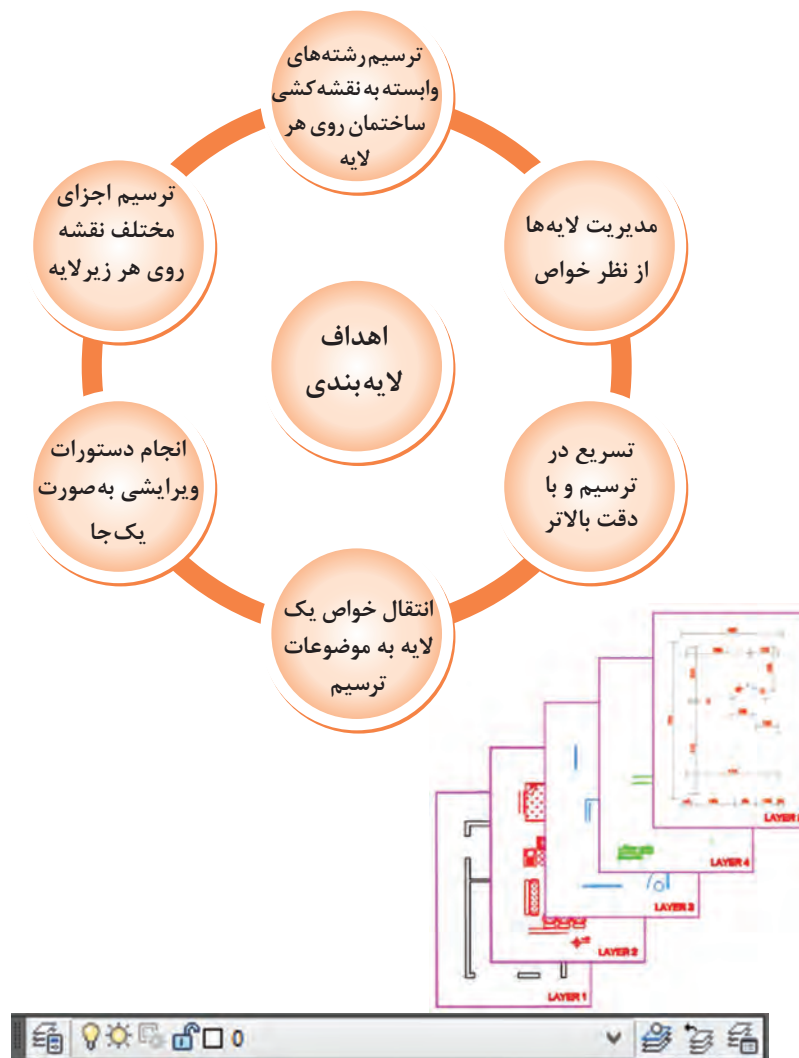 ترسیم رشته‌های
وابسته به نقشه‌کشی
ساختمان روی هر
لایه
مدیریت لایه‌ها
از نظر خواص
تسریع در
ترسیم و با
دقت بالاتر
انتقال خواص یک
لایه به موضوعات
ترسیم
انجام دستورات
ویرایشی به‌صورت
یک‌جا
ترسیم اجزای
مختلف نقشه
روی هر زیرلایه
اهداف
لایه‌بندی
LAYER 1
LAYER 2
LAYER 3
LAYER 4
LAYER
0